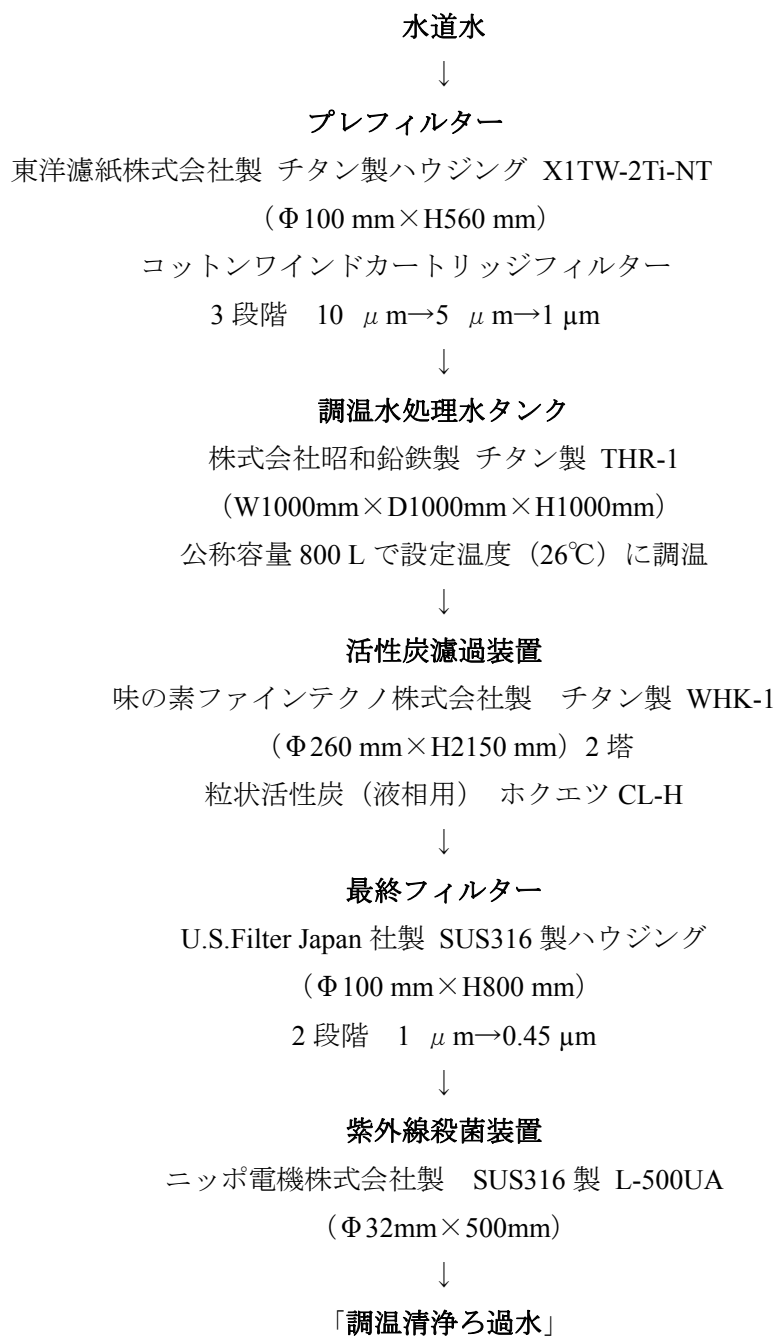 水道水
↓
プレフィルター
東洋濾紙株式会社製 チタン製ハウジング X1TW-2Ti-NT
（Φ100 mm×H560 mm）
コットンワインドカートリッジフィルター
3 段階　10 μm→5 μm→1 µm
↓
調温水処理水タンク
株式会社昭和鉛鉄製 チタン製 THR-1
（W1000mm×D1000mm×H1000mm）
公称容量 800 L で設定温度（26℃）に調温
↓
活性炭濾過装置
味の素ファインテクノ株式会社製　チタン製 WHK-1
（Φ260 mm×H2150 mm）2 塔
粒状活性炭（液相用） ホクエツ CL-H
↓
最終フィルター
U.S.Filter Japan 社製 SUS316 製ハウジング
（Φ100 mm×H800 mm）
2 段階　1 μm→0.45 µm
↓
紫外線殺菌装置
ニッポ電機株式会社製　SUS316 製 L-500UA
（Φ32mm×500mm）
↓
「調温清浄ろ過水」